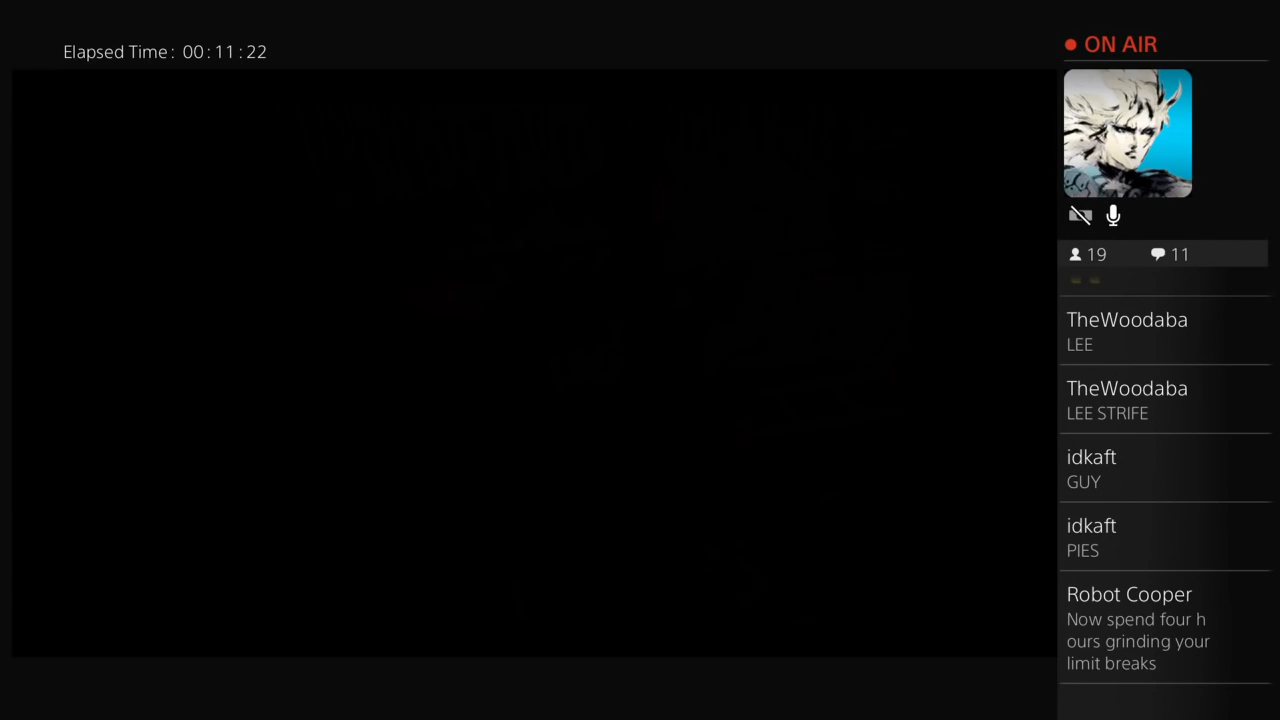 Elapsed Time: 00:11:22
ON AIR
19 11
TheWoodaba
LEE
TheWoodaba
LEE STRIFE
idkaft
GUY
idkaft
PIES
Robot Cooper
Now spend four h
ours grinding your
limit breaks